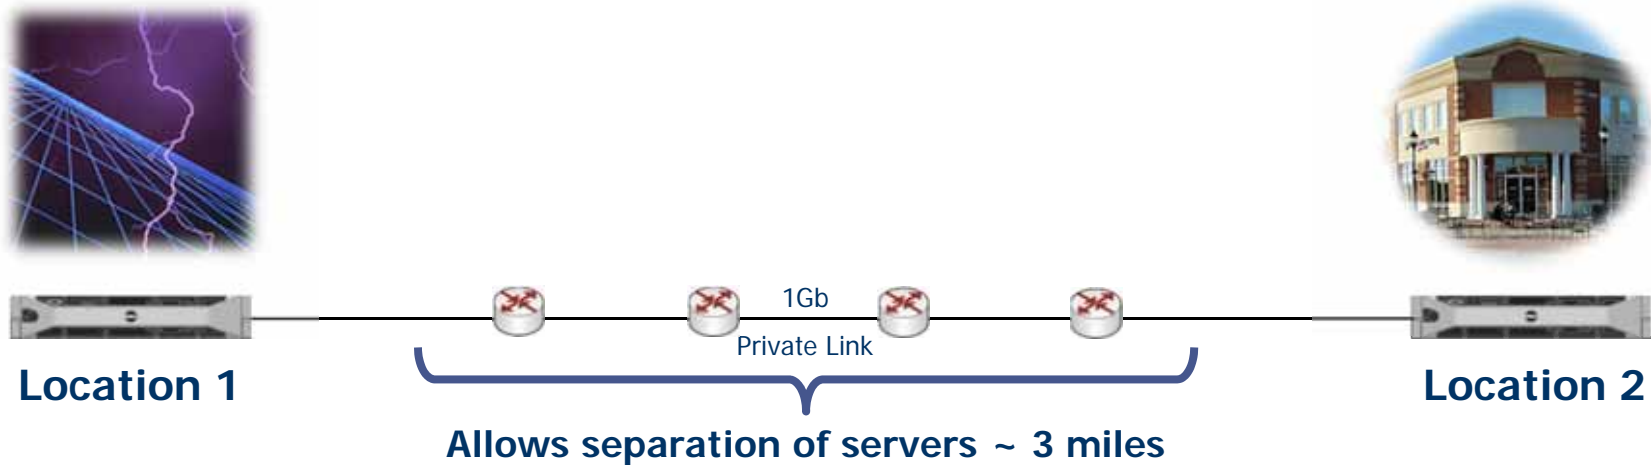 1Gb
Private Link
Location 1
Location 2
Allows separation of servers ~ 3 miles